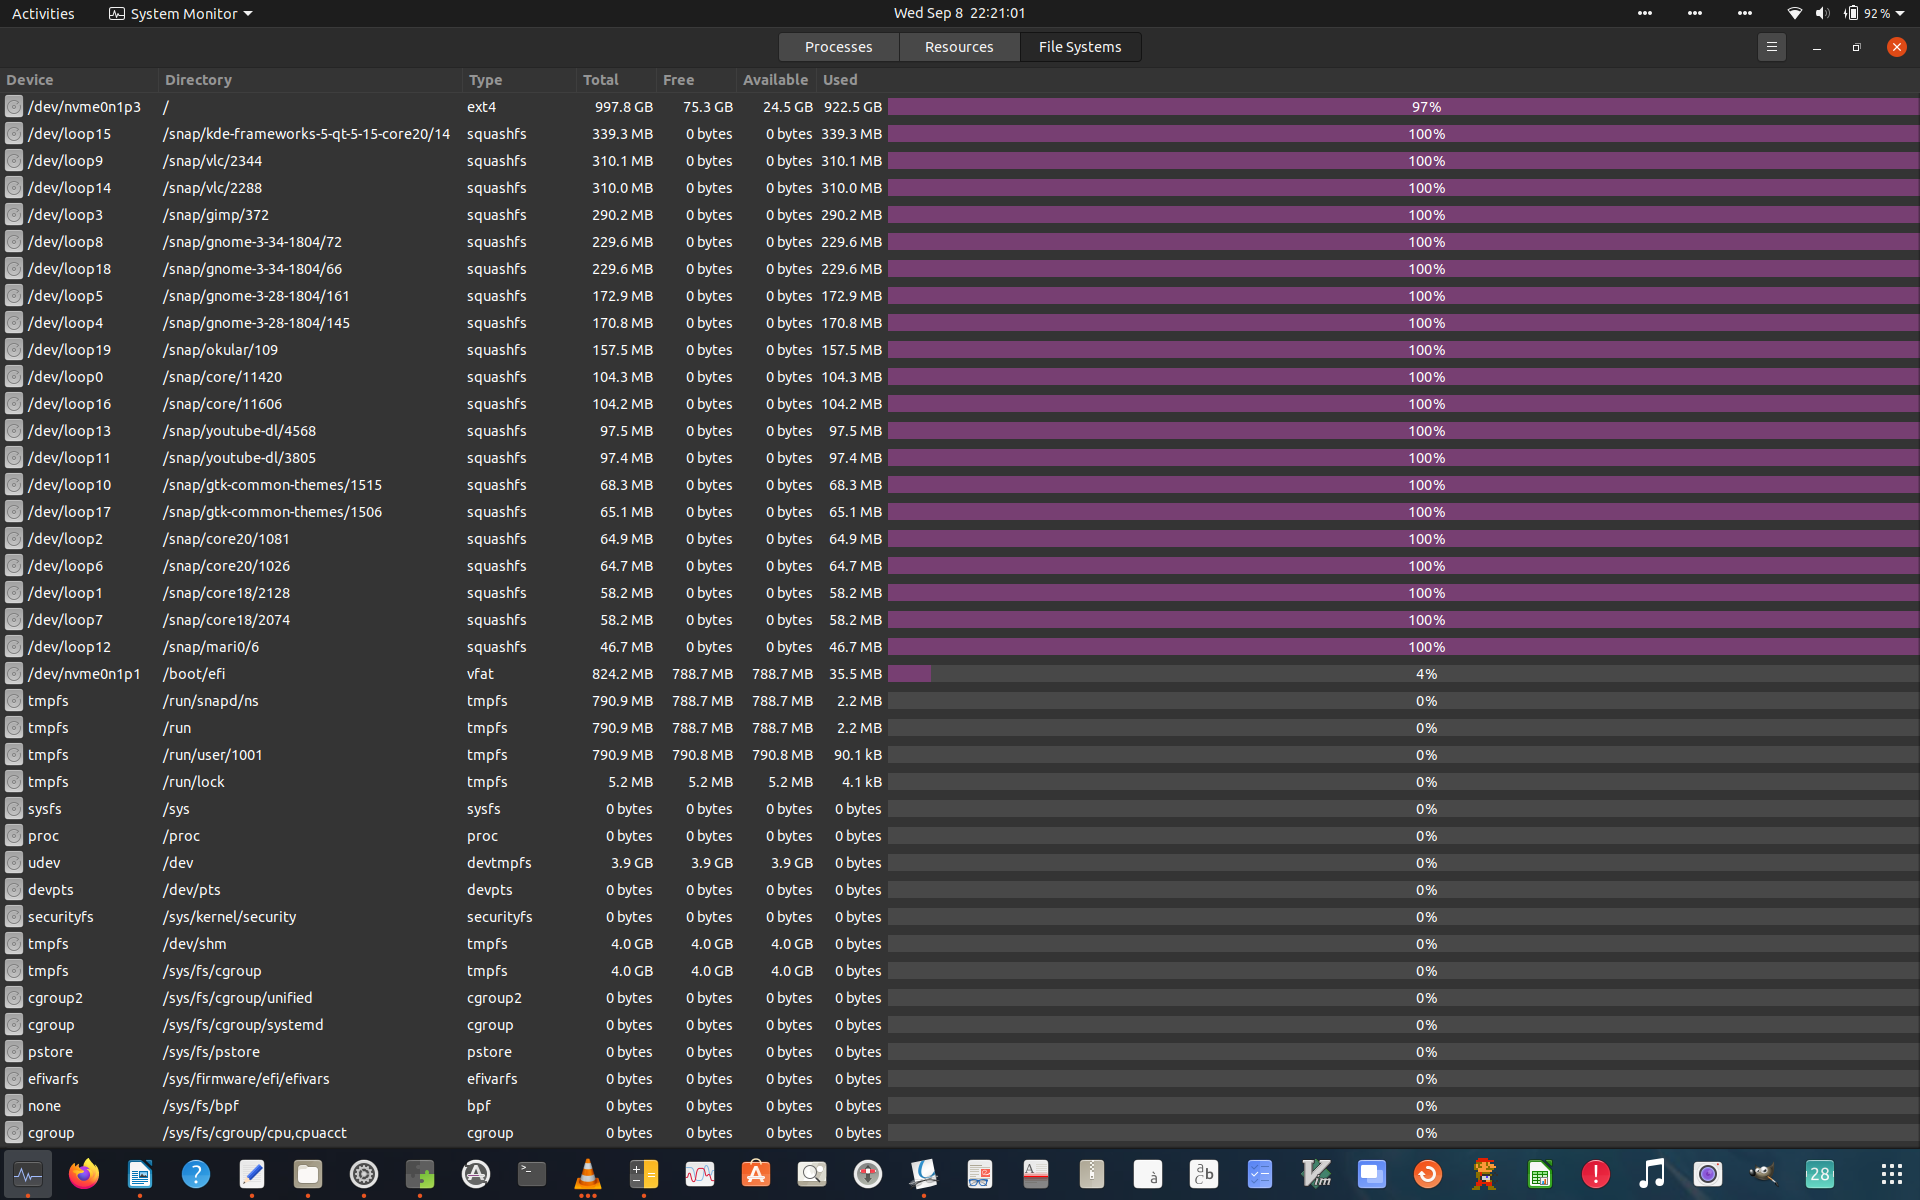 Activities System Monitor Wed Sep 8 22:21:01 92 %
Processes Resources File Systems
Device Directory Type Total Free Available Used
/dev/nvme0n1p3 / ext4 997.8 GB 75.3 GB 24.5 GB 922.5 GB 97%
/dev/loop15 /snap/kde-frameworks-5-qt-5-15-core20/14 squashfs 339.3 MB 0 bytes 0 bytes 339.3 MB 100%
/dev/loop9 /snap/vlc/2344 squashfs 310.1 MB 0 bytes 0 bytes 310.1 MB 100%
/dev/loop14 /snap/vlc/2288 squashfs 310.0 MB 0 bytes 0 bytes 310.0 MB 100%
/dev/loop3 /snap/gimp/372 squashfs 290.2 MB 0 bytes 0 bytes 290.2 MB 100%
/dev/loop8 /snap/gnome-3-34-1804/72 squashfs 229.6 MB 0 bytes 0 bytes 229.6 MB 100%
/dev/loop18 /snap/gnome-3-34-1804/66 squashfs 229.6 MB 0 bytes 0 bytes 229.6 MB 100%
/dev/loop5 /snap/gnome-3-28-1804/161 squashfs 172.9 MB 0 bytes 0 bytes 172.9 MB 100%
/dev/loop4 /snap/gnome-3-28-1804/145 squashfs 170.8 MB 0 bytes 0 bytes 170.8 MB 100%
/dev/loop19 /snap/okular/109 squashfs 157.5 MB 0 bytes 0 bytes 157.5 MB 100%
/dev/loop0 /snap/core/11420 squashfs 104.3 MB 0 bytes 0 bytes 104.3 MB 100%
/dev/loop16 /snap/core/11606 squashfs 104.2 MB 0 bytes 0 bytes 104.2 MB 100%
/dev/loop13 /snap/youtube-dl/4568 squashfs 97.5 MB 0 bytes 0 bytes 97.5 MB 100%
/dev/loop11 /snap/youtube-dl/3805 squashfs 97.4 MB 0 bytes 0 bytes 97.4 MB 100%
/dev/loop10 /snap/gtk-common-themes/1515 squashfs 68.3 MB 0 bytes 0 bytes 68.3 MB 100%
/dev/loop17 /snap/gtk-common-themes/1506 squashfs 65.1 MB 0 bytes 0 bytes 65.1 MB 100%
/dev/loop2 /snap/core20/1081 squashfs 64.9 MB 0 bytes 0 bytes 64.9 MB 100%
/dev/loop6 /snap/core20/1026 squashfs 64.7 MB 0 bytes 0 bytes 64.7 MB 100%
/dev/loop1 /snap/core18/2128 squashfs 58.2 MB 0 bytes 0 bytes 58.2 MB 100%
/dev/loop7 /snap/core18/2074 squashfs 58.2 MB 0 bytes 0 bytes 58.2 MB 100%
/dev/loop12 /snap/mari0/6 squashfs 46.7 MB 0 bytes 0 bytes 46.7 MB 100%
/dev/nvme0n1p1 /boot/efi vfat 824.2 MB 788.7 MB 788.7 MB 35.5 MB 4%
tmpfs /run/snapd/ns tmpfs 790.9 MB 788.7 MB 788.7 MB 2.2 MB 0%
tmpfs /run tmpfs 790.9 MB 788.7 MB 788.7 MB 2.2 MB 0%
tmpfs /run/user/1001 tmpfs 790.9 MB 790.8 MB 790.8 MB 90.1 kB 0%
tmpfs /run/lock tmpfs 5.2 MB 5.2 MB 5.2 MB 4.1 kB 0%
sysfs /sys sysfs 0 bytes 0 bytes 0 bytes 0 bytes 0%
proc /proc proc 0 bytes 0 bytes 0 bytes 0 bytes 0%
udev /dev devtmpfs 3.9 GB 3.9 GB 3.9 GB 0 bytes 0%
devpts /dev/pts devpts 0 bytes 0 bytes 0 bytes 0 bytes 0%
securityfs /sys/kernel/security securityfs 0 bytes 0 bytes 0 bytes 0 bytes 0%
tmpfs /dev/shm tmpfs 4.0 GB 4.0 GB 4.0 GB 0 bytes 0%
tmpfs /sys/fs/cgroup tmpfs 4.0 GB 4.0 GB 4.0 GB 0 bytes 0%
cgroup2 /sys/fs/cgroup/unified cgroup2 0 bytes 0 bytes 0 bytes 0 bytes 0%
cgroup /sys/fs/cgroup/systemd cgroup 0 bytes 0 bytes 0 bytes 0 bytes 0%
pstore /sys/fs/pstore pstore 0 bytes 0 bytes 0 bytes 0 bytes 0%
efivarfs /sys/firmware/efi/efivars efivarfs 0 bytes 0 bytes 0 bytes 0 bytes 0%
none /sys/fs/bpf bpf 0 bytes 0 bytes 0 bytes 0 bytes 0%
cgroup /sys/fs/cgroup/cpu,cpuacct cgroup 0 bytes 0 bytes 0 bytes 0 bytes 0%
28